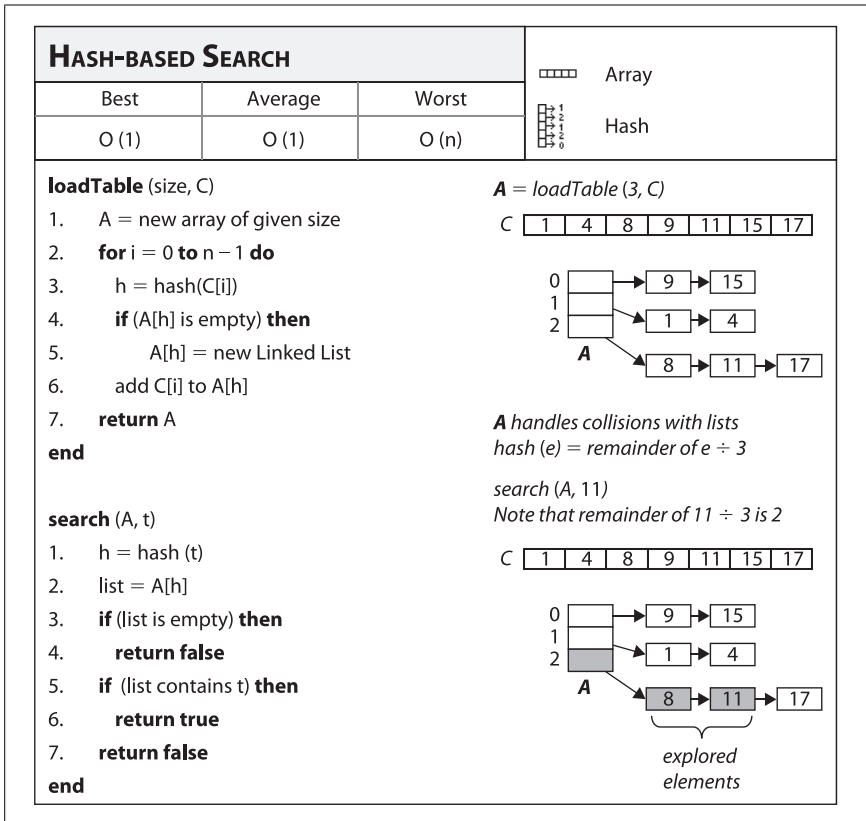 HASH-BASED SEARCH
Best Average Worst
O (1) O (1) O (n)
Array
1
2
1
2
0
Hash
loadTable (size, C)
1. A = new array of given size
2. for i = 0 to n − 1 do
3. h = hash(C[i])
4. if (A[h] is empty) then
5. A[h] = new Linked List
6. add C[i] to A[h]
7. return A
end
search (A, t)
1. h = hash (t)
2. list = A[h]
3. if (list is empty) then
4. return false
5. if (list contains t) then
6. return true
7. return false
end
A = loadTable (3, C)
C 1 4 8 9 11 15 17
0 9 15
1 1 4
2 8 11 17
A
A handles collisions with lists
hash (e) = remainder of e ÷ 3
search (A, 11)
Note that remainder of 11 ÷ 3 is 2
C 1 4 8 9 11 15 17
0 9 15
1 1 4
2 8 11 17
A
explored
elements